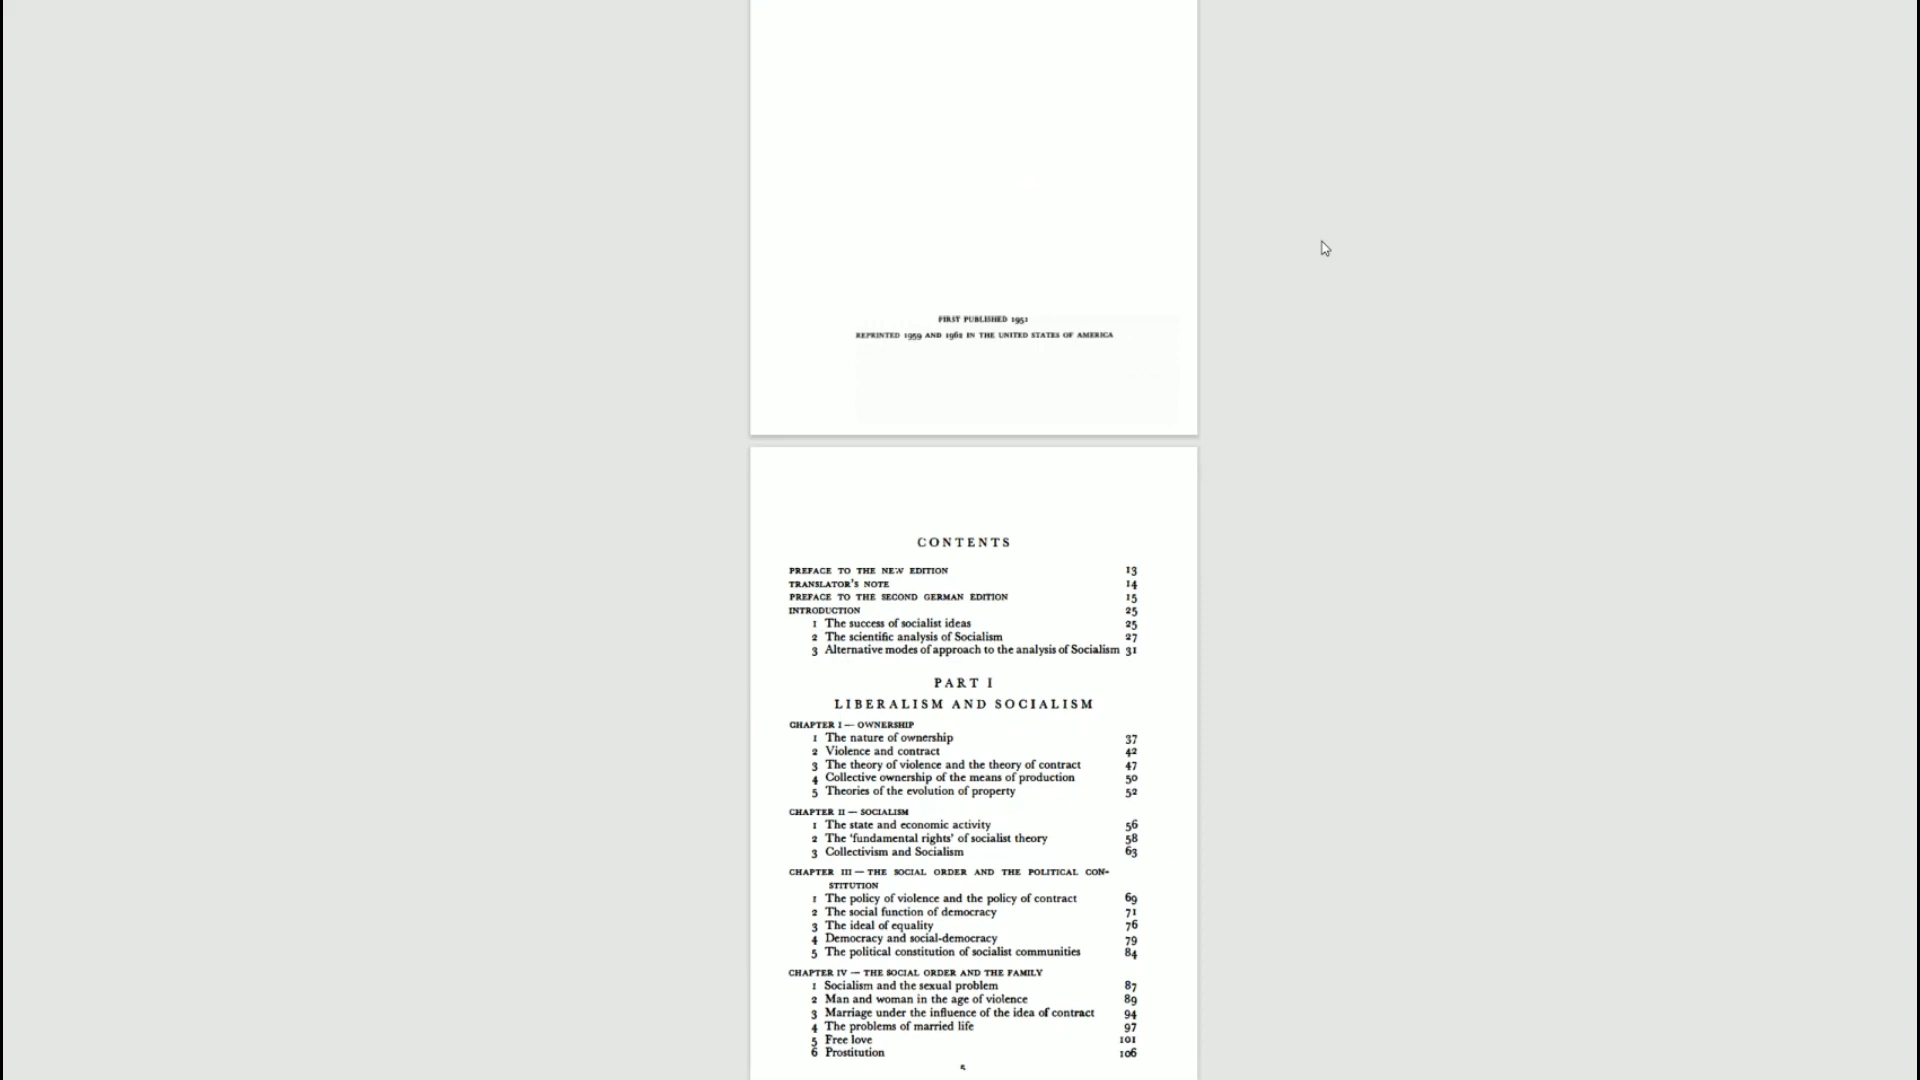 FIRST PUBLISHED 1951
REPRINTED 1959 AND 1962 IN THE UNITED STATES OF AMERICA
CONTENTS
PREFACE TO THE NEW EDITION 13
TRANSLATOR'S NOTE 14
PREFACE TO THE SECOND GERMAN EDITION 15
INTRODUCTION 25
1 The success of socialist ideas 25
2 The scientific analysis of Socialism 27
3 Alternative modes of approach to the analysis of Socialism 31
PART I
LIBERALISM AND SOCIALISM
CHAPTER I — OWNERSHIP
1 The nature of ownership 37
2 Violence and contract 42
3 The theory of violence and the theory of contract 47
4 Collective ownership of the means of production 50
5 Theories of the evolution of property 52
CHAPTER II — SOCIALISM
1 The state and economic activity 56
2 The 'fundamental rights' of socialist theory 58
3 Collectivism and Socialism 63
CHAPTER III — THE SOCIAL ORDER AND THE POLITICAL CON-
STITUTION
1 The policy of violence and the policy of contract 69
2 The social function of democracy 71
3 The ideal of equality 76
4 Democracy and social-democracy 79
5 The political constitution of socialist communities 84
CHAPTER IV — THE SOCIAL ORDER AND THE FAMILY
1 Socialism and the sexual problem 87
2 Man and woman in the age of violence 89
3 Marriage under the influence of the idea of contract 94
4 The problems of married life 97
5 Free love 101
6 Prostitution 106
5